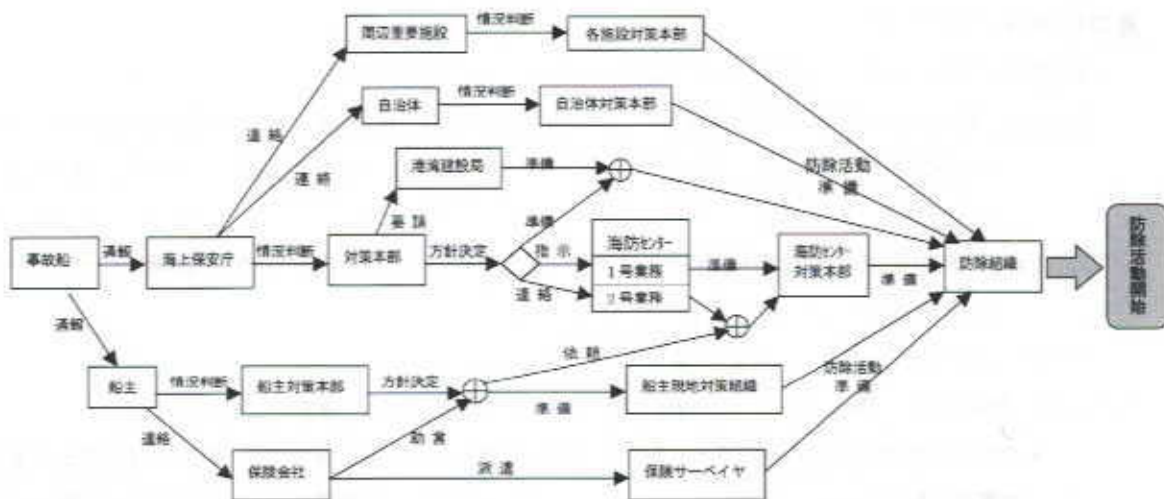 情況判断
周辺重要施設
各施設対策本部
情況判断
自治体
自治体対策本部
連 絡
連 絡
港湾建設局
準備
防除活動
準 備
要 請
準備
事故船
通報
海上保安庁
情況判断
対策本部
方針決定
指 示
連 絡
海防センター
1号業務
2号業務
準備
海防センター
対策本部
準 備
防除組織
防除活動開始
通報
依 頼
船主
情況判断
船主対策本部
方針決定
準 備
船主現地対策組織
防除活動
準 備
連絡
助 言
保険会社
派 遣
保険サーベイヤ